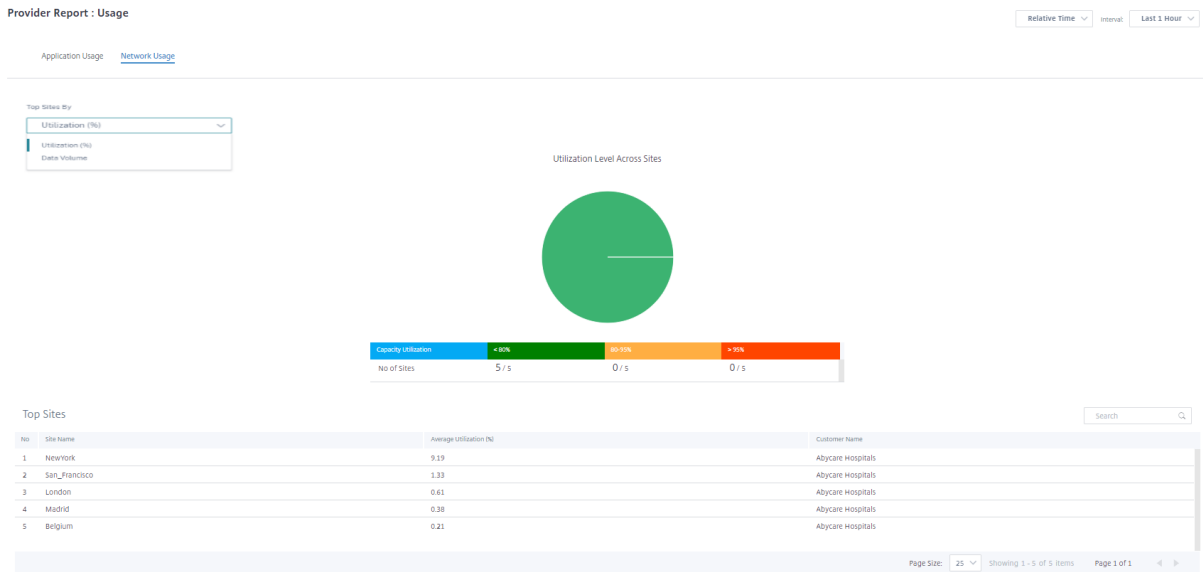 Provider Report : Usage
Relative Time Interval: Last 1 Hour
Application Usage Network Usage
Top Sites By
Utilization (%)
Utilization (%)
Data Volume
Utilization Level Across Sites
Capacity Utilization < 80% 80-95% > 95%
No of Sites 5 / 5 0 / 5 0 / 5
Top Sites
Search
No Site Name Average Utilization (%) Customer Name
1 NewYork 9.19 Abycare Hospitals
2 San_Francisco 1.33 Abycare Hospitals
3 London 0.61 Abycare Hospitals
4 Madrid 0.38 Abycare Hospitals
5 Belgium 0.21 Abycare Hospitals
Page Size: 25 Showing 1 - 5 of 5 items Page 1 of 1